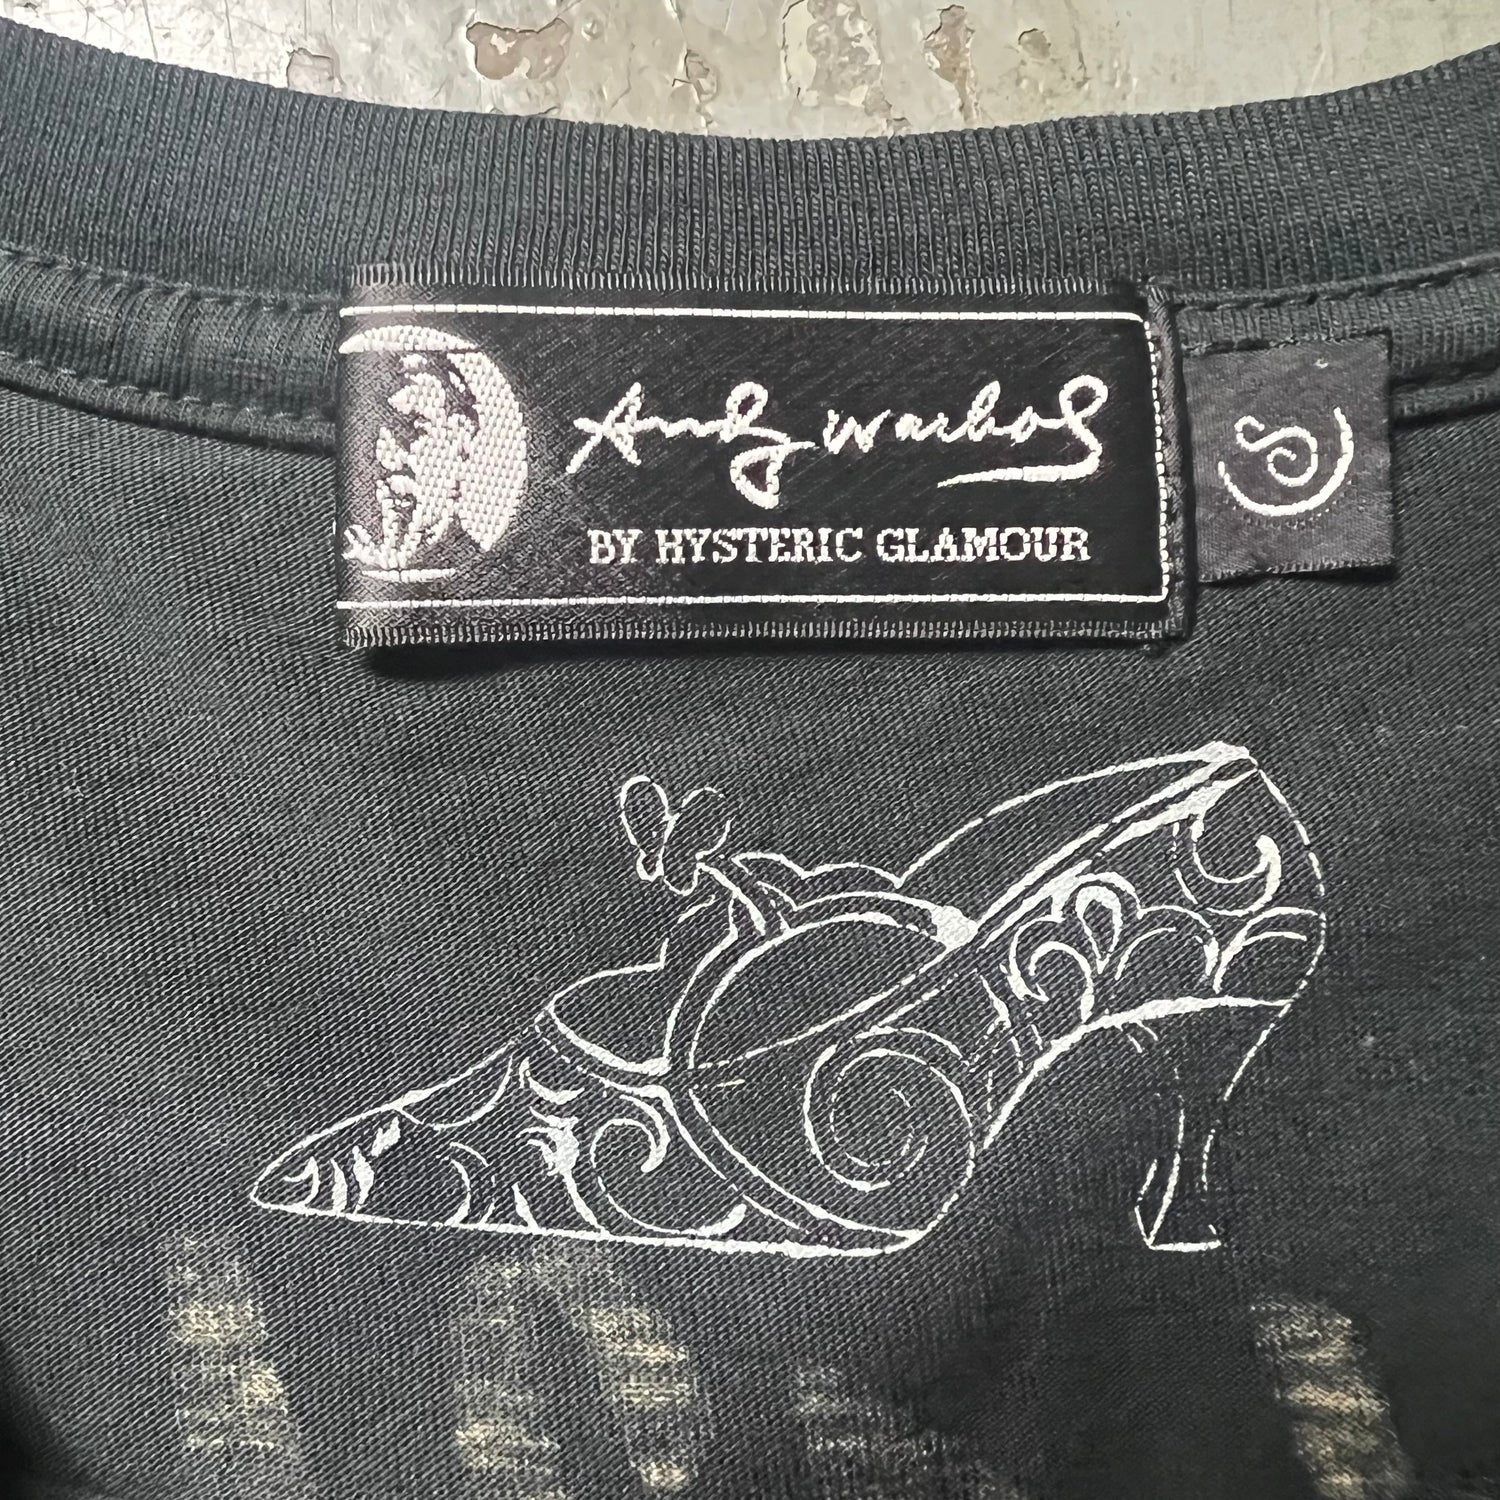 Andy Warhol
BY HYSTERIC GLAMOUR
S